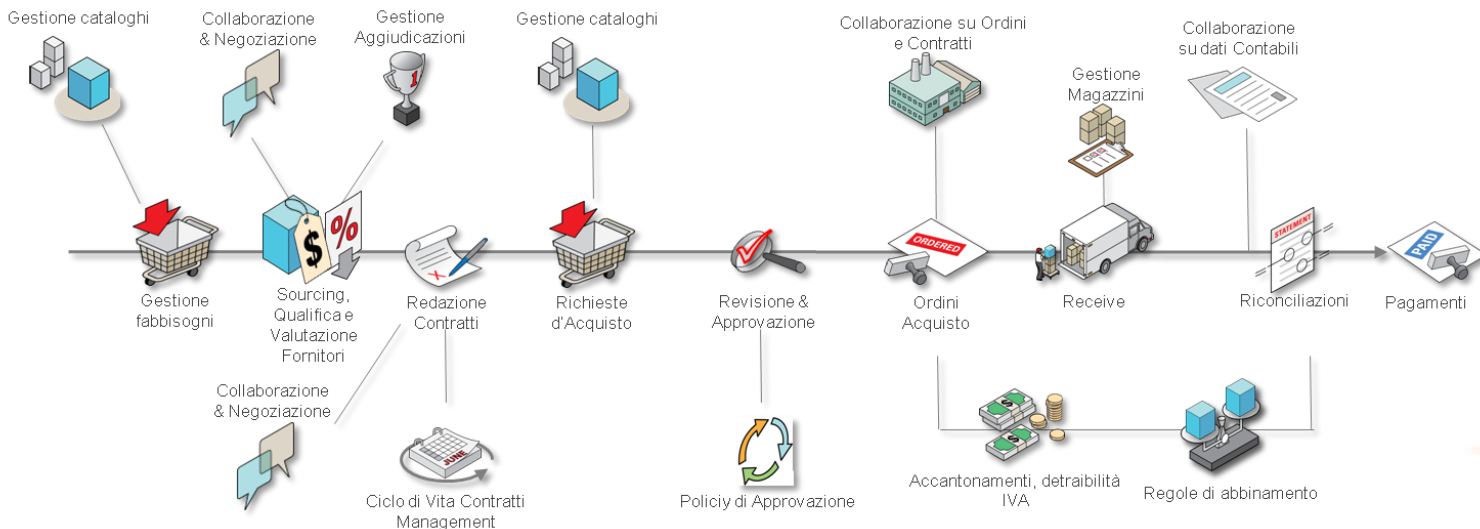 Gestione cataloghi
Collaborazione
& Negoziazione
Gestione
Aggiudicazioni
1
Gestione cataloghi
Collaborazione su Ordini
e Contratti
Gestione
Magazzini
Collaborazione
su dati Contabili
$
%
X
ORDERED
STATEMENT
PAID
Gestione
fabbisogni
Sourcing,
Qualifica e
Valutazione
Fornitori
Redazione
Contratti
Richieste
d'Acquisto
Revisione &
Approvazione
Ordini
Acquisto
Receive
Riconciliazioni
Pagamenti
Collaborazione
& Negoziazione
JUNE
Ciclo di Vita Contratti
Management
Policiy di Approvazione
$
$
Accantonamenti, detraibilità
IVA
Regole di abbinamento